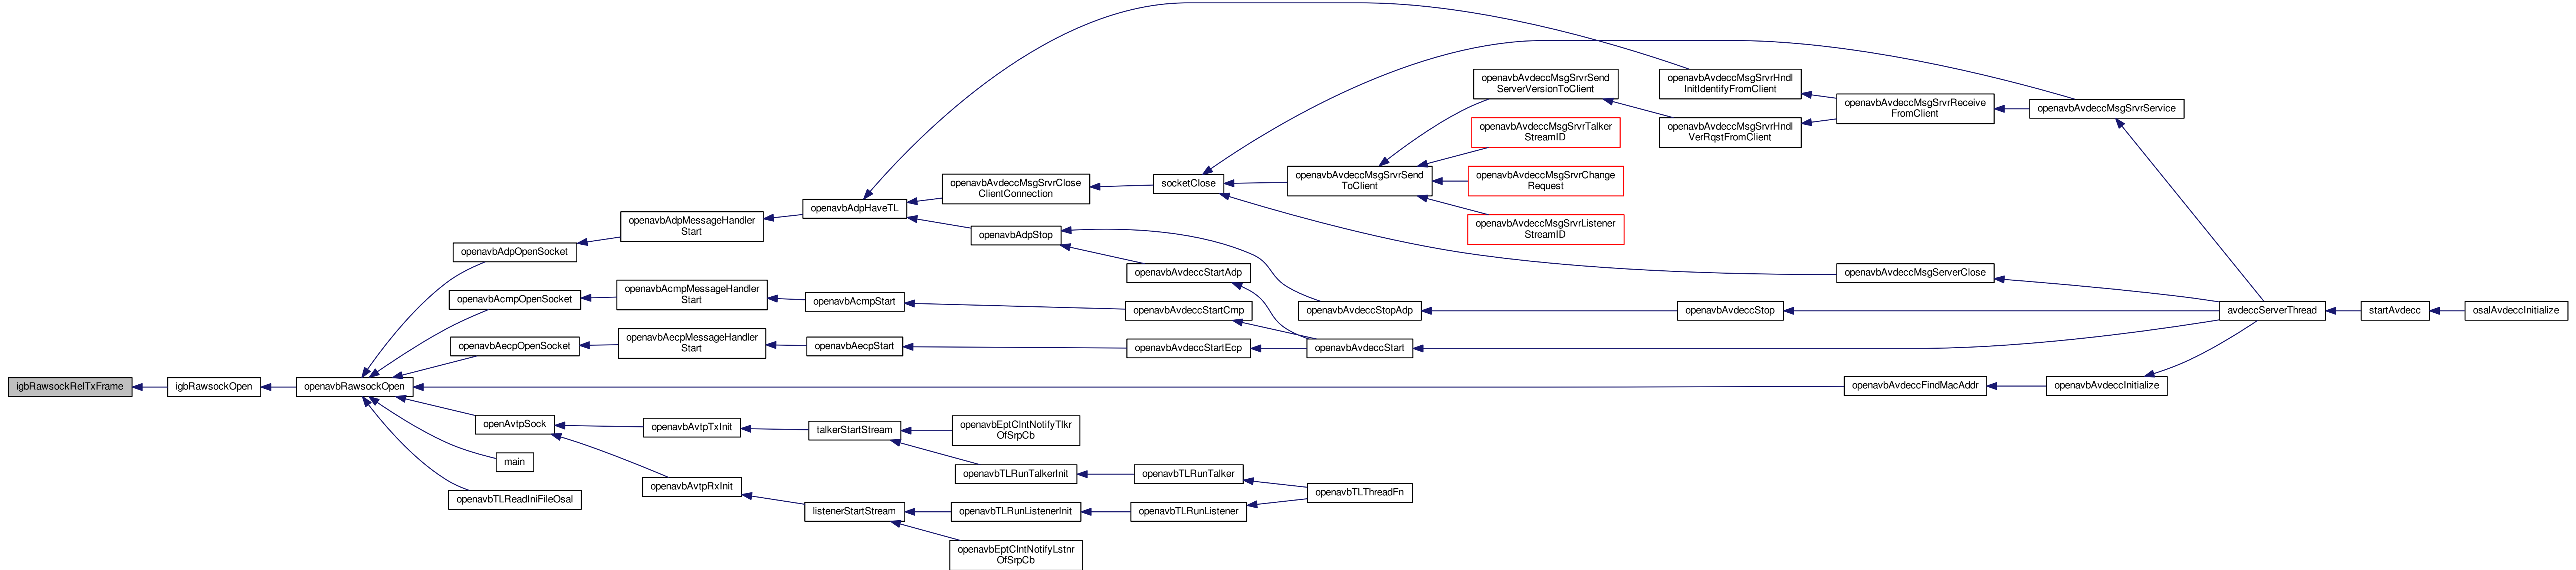 openavbAvdeccMsgSrvrSend
ServerVersionToClient
openavbAvdeccMsgSrvrHndl
InitIdentifyFromClient
openavbAvdeccMsgSrvrReceive
FromClient
openavbAvdeccMsgSrvrService
openavbAvdeccMsgSrvrTalker
StreamID
openavbAvdeccMsgSrvrHndl
VerRqstFromClient
openavbAvdeccMsgSrvrClose
ClientConnection
socketClose
openavbAvdeccMsgSrvrSend
ToClient
openavbAvdeccMsgSrvrChange
Request
openavbAdpHaveTL
openavbAdpMessageHandler
Start
openavbAvdeccMsgSrvrListener
StreamID
openavbAdpStop
openavbAdpOpenSocket
openavbAvdeccStartAdp
openavbAvdeccMsgServerClose
openavbAcmpOpenSocket
openavbAcmpMessageHandler
Start
openavbAcmpStart
openavbAvdeccStartCmp
openavbAvdeccStopAdp
openavbAvdeccStop
avdeccServerThread
startAvdecc
osalAvdeccInitialize
openavbAecpOpenSocket
openavbAecpMessageHandler
Start
openavbAecpStart
openavbAvdeccStartEcp
openavbAvdeccStart
igbRawsockRelTxFrame
igbRawsockOpen
openavbRawsockOpen
openavbAvdeccFindMacAddr
openavbAvdeccInitialize
openAvtpSock
openavbAvtpTxInit
talkerStartStream
openavbEptClntNotifyTlkr
OfSrpCb
main
openavbTLRunTalkerInit
openavbTLRunTalker
openavbTLReadIniFileOsal
openavbAvtpRxInit
openavbTLThreadFn
listenerStartStream
openavbTLRunListenerInit
openavbTLRunListener
openavbEptClntNotifyLstnr
OfSrpCb